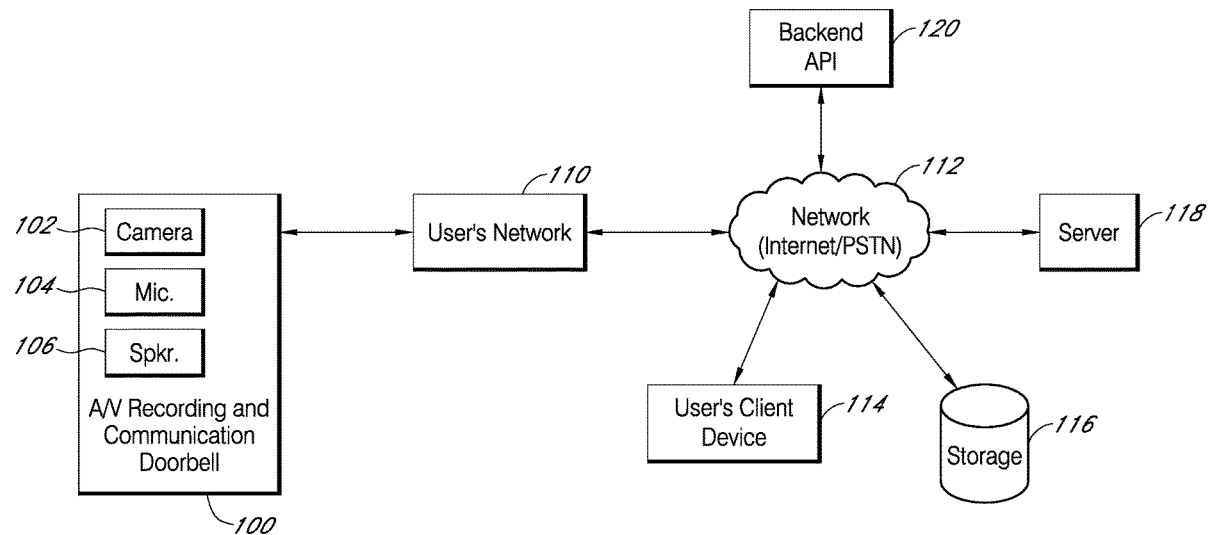 Backend
API
120
112
110
Network
(Internet/PSTN)
User's Network
Server
118
102
Camera
104
Mic.
106
Spkr.
A/V Recording and
Communication
Doorbell
100
User's Client
Device
114
Storage
116